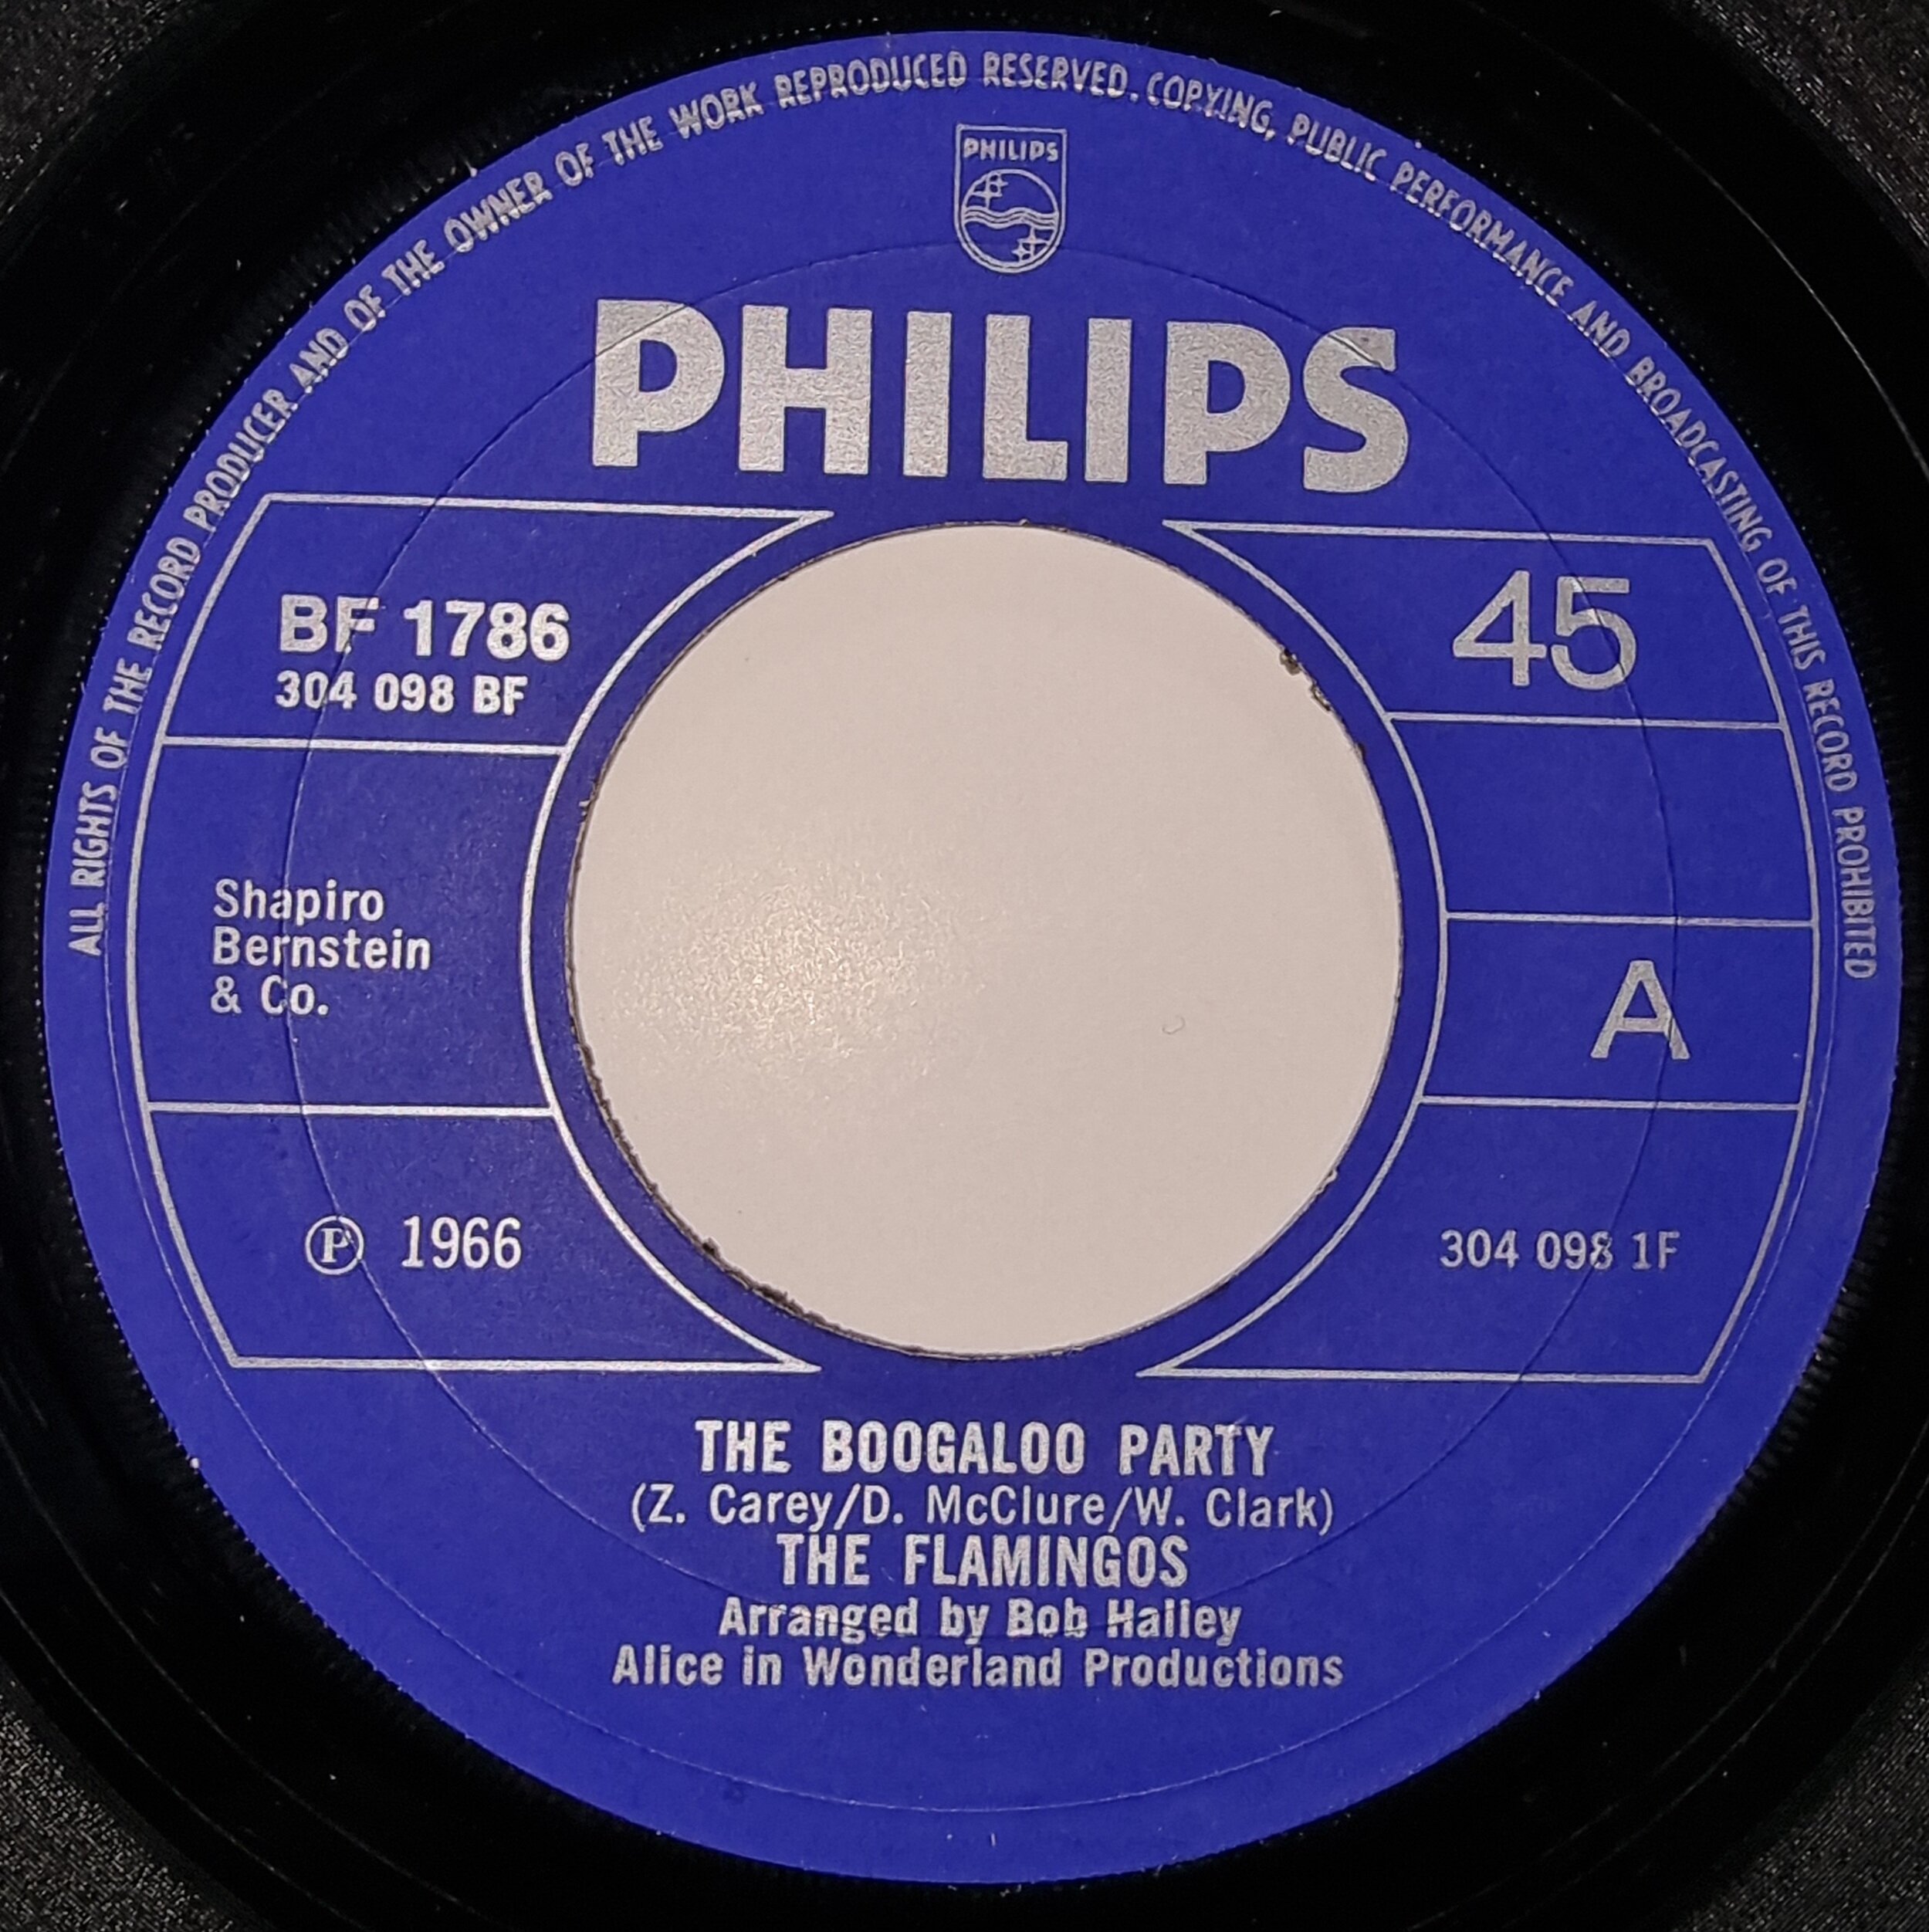 ALL RIGHTS OF THE RECORD PRODUCER AND OF THE OWNER OF THE WORK REPRODUCED RESERVED. COPYING, PUBLIC PERFORMANCE AND BROADCASTING OF THIS RECORD PROHIBITED
PHILIPS
PHILIPS
BF 1786
304 098 BF
45
Shapiro
Bernstein
& Co.
A
Ⓟ 1966
304 098 1F
THE BOOGALOO PARTY
(Z. Carey/D. McClure/W. Clark)
THE FLAMINGOS
Arranged by Bob Halley
Alice in Wonderland Productions